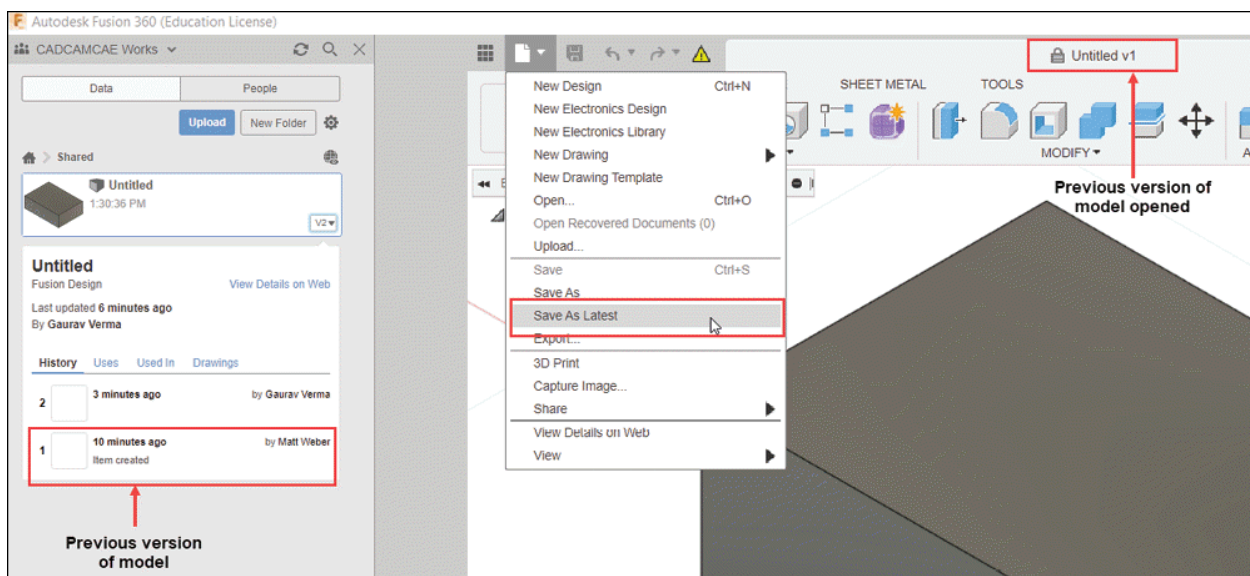 Autodesk Fusion 360 (Education License)
CADCAMCAE Works
Data People
Upload New Folder
Shared
Untitled
1:30:36 PM
V2
Untitled
Fusion Design View Details on Web
Last updated 6 minutes ago
By Gaurav Verma
History Uses Used In Drawings
2 3 minutes ago by Gaurav Verma
1 10 minutes ago by Matt Weber
Item created
Previous version
of model
New Design Ctrl+N
New Electronics Design
New Electronics Library
New Drawing
New Drawing Template
Open... Ctrl+O
Open Recovered Documents (0)
Upload...
Save Ctrl+S
Save As
Save As Latest
Export...
3D Print
Capture Image...
Share
View Details on Web
View
Untitled v1
SHEET METAL TOOLS
MODIFY
Previous version of
model opened